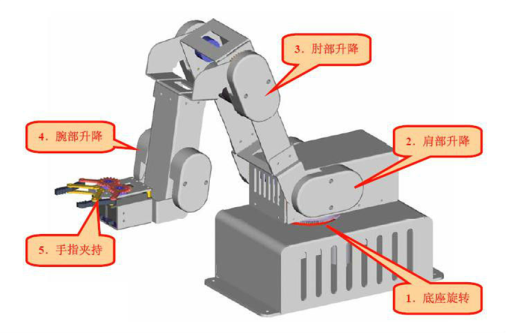 3. 肘部升降
4. 腕部升降
2. 肩部升降
5. 手指夹持
1. 底座旋转